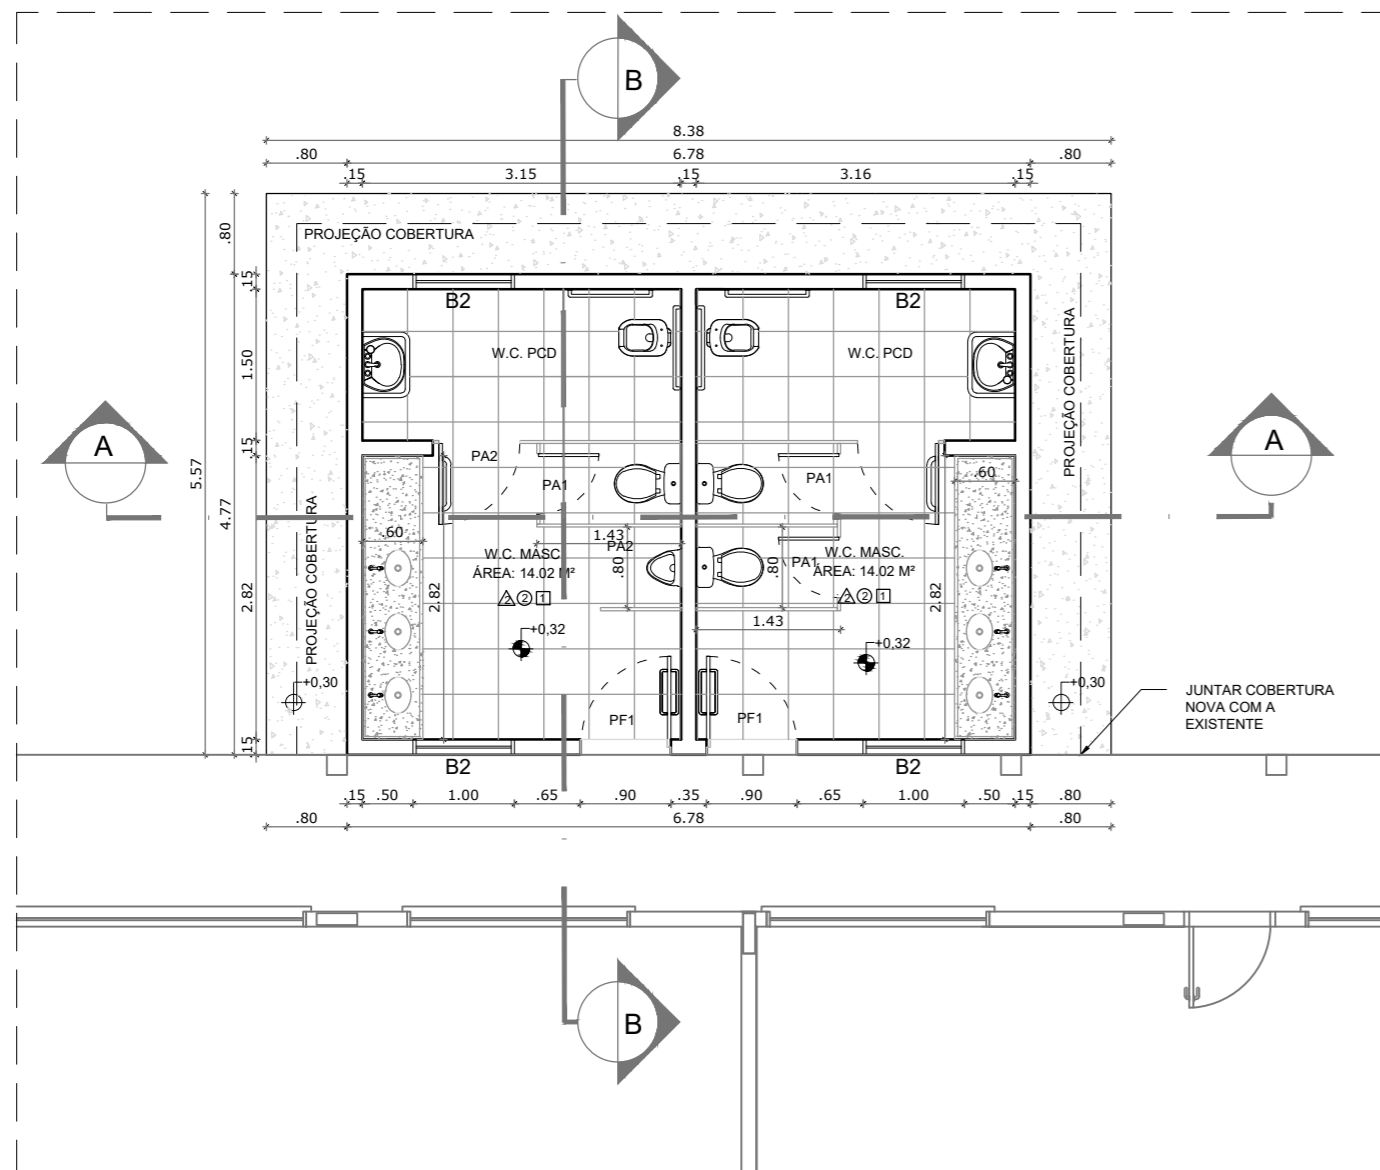 B
8.38
.80 6.78 .80
.15 3.15 .15 3.16 .15
PROJEÇÃO COBERTURA
B2 B2
W.C. PCD W.C. PCD
.80
.15
1.50
.15
2.82
.15
4.77
5.57
A A
PROJEÇÃO COBERTURA
PROJEÇÃO COBERTURA
PA2
PA1 PA1
.60 .60
1.43
PA2
.80 .80
PA1
W.C. MASC.
ÁREA: 14.02 M²
2 2 1
W.C. MASC.
ÁREA: 14.02 M²
2 2 1
2.82 2.82
1.43
+0,32 +0,32
+0,30 +0,30
PF1 PF1
JUNTAR COBERTURA
NOVA COM A
EXISTENTE
B2 B2
.15 .50 1.00 .65 .90 .35 .90 .65 1.00 .50 .15 .80
.80 6.78 .80
B